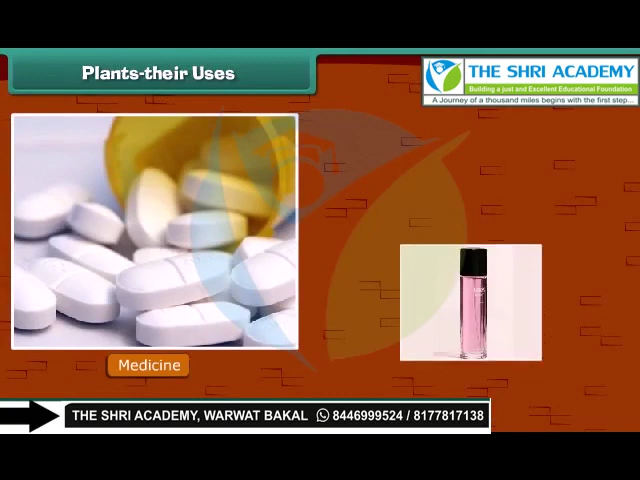 Plants-their Uses
THE SHRI ACADEMY
Building a just and Excellent Educational Foundation
A Journey of a thousand miles begins with the first step...
Medicine
THE SHRI ACADEMY, WARWAT BAKAL 8446999524 / 8177817138